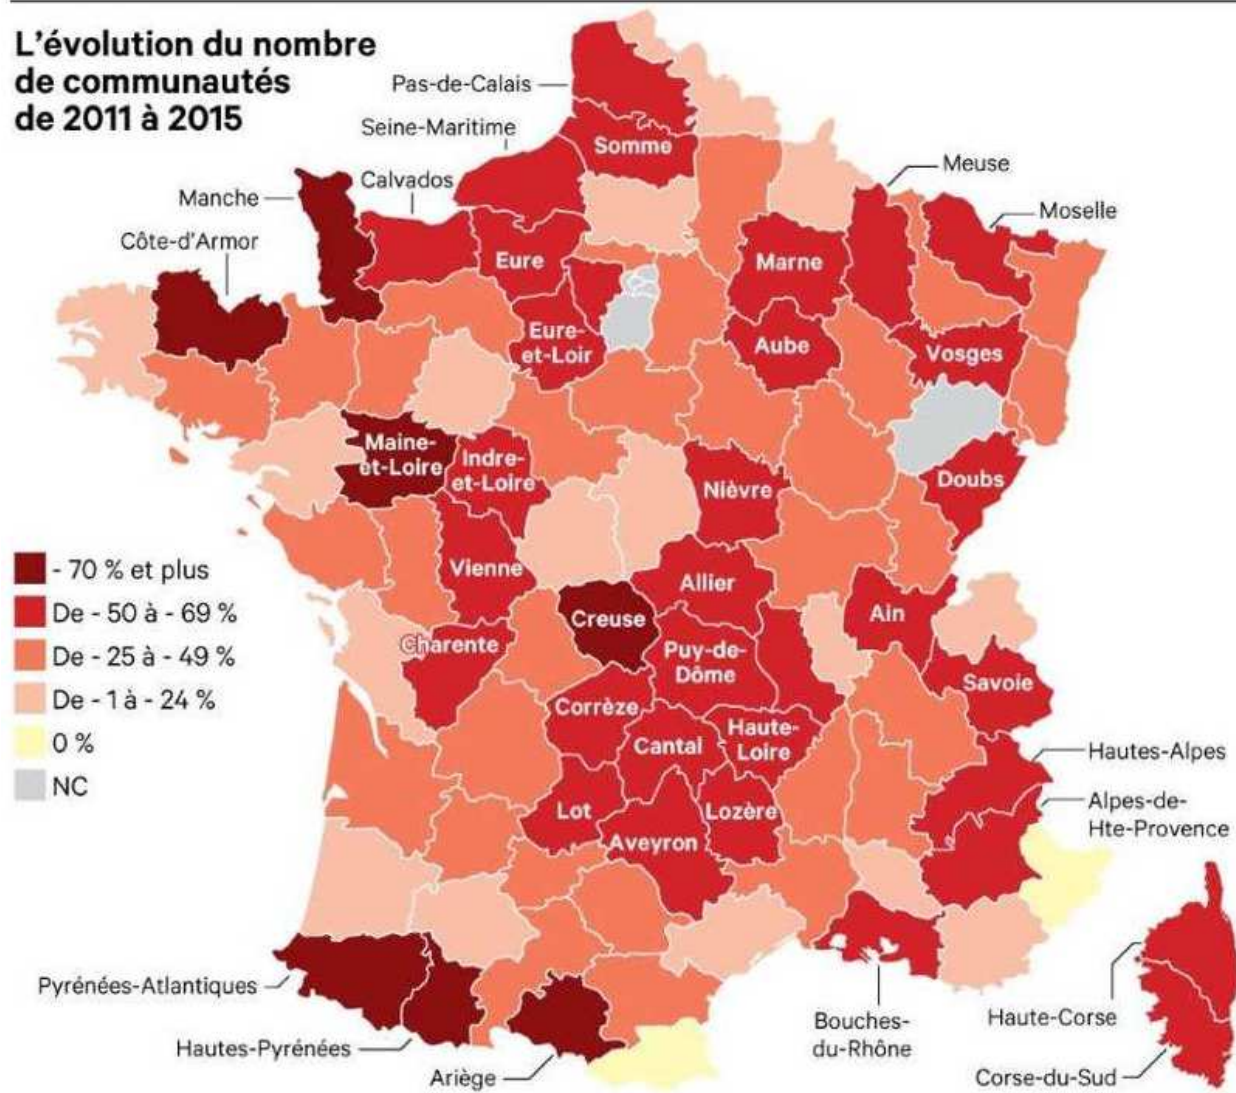 L'évolution du nombre
de communautés
de 2011 à 2015
Pas-de-Calais
Seine-Maritime
Somme
Meuse
Calvados
Manche
Moselle
Côte-d'Armor
Eure
Marne
Eure-
et-Loir
Aube
Vosges
Maine-
et-Loire
Indre-
et-Loire
Nièvre
Doubs
Vienne
Allier
- 70 % et plus
De - 50 à - 69 %
De - 25 à - 49 %
De - 1 à - 24 %
0 %
NC
Creuse
Ain
Charente
Puy-de-
Dôme
Savoie
Corrèze
Cantal
Haute-
Loire
Hautes-Alpes
Lot
Lozère
Aveyron
Alpes-de-
Hte-Provence
Pyrénées-Atlantiques
Hautes-Pyrénées
Ariège
Bouches-
du-Rhône
Haute-Corse
Corse-du-Sud